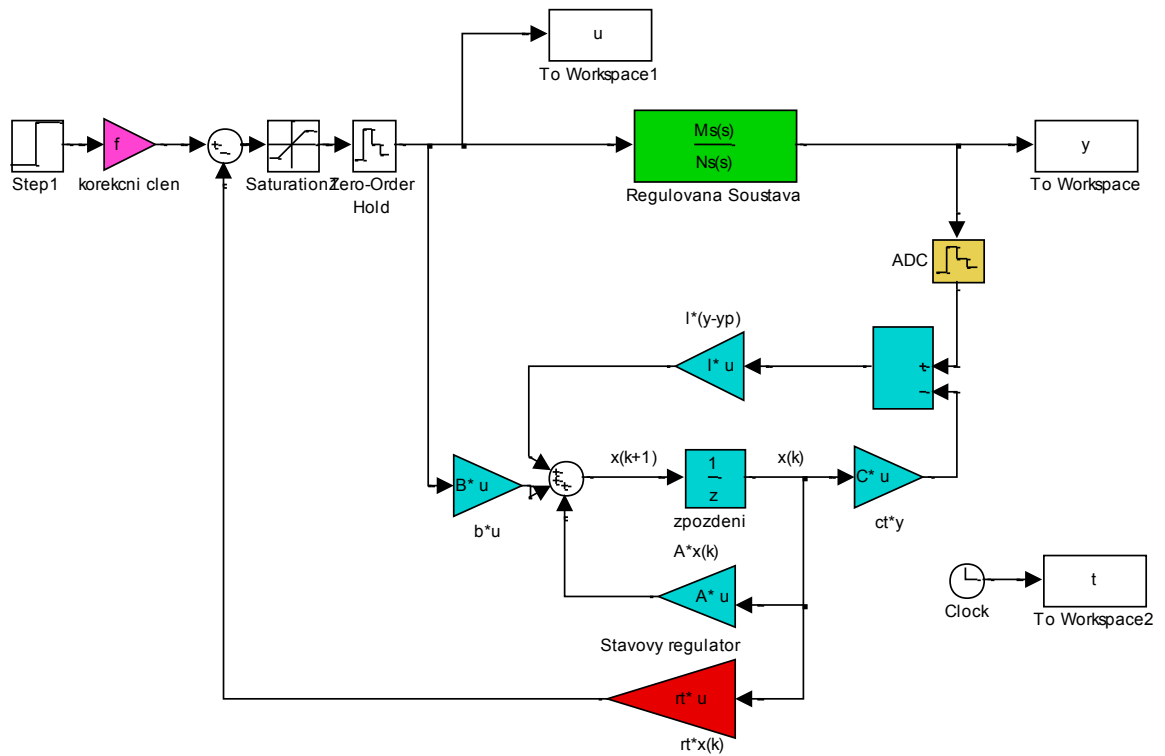 u
To Workspace1
f
+
-
Ms(s)
Ns(s)
y
Step1
korekcni clen
Zero-Order
Hold
Regulovana Soustava
To Workspace
ADC
l*(y-yp)
l* u
+
-
x(k+1)
x(k)
B* u
+
+
+
1
z
C* u
b*u
zpozdeni
ct*y
A*x(k)
A* u
t
Clock
To Workspace2
Stavovy regulator
rt* u
rt*x(k)